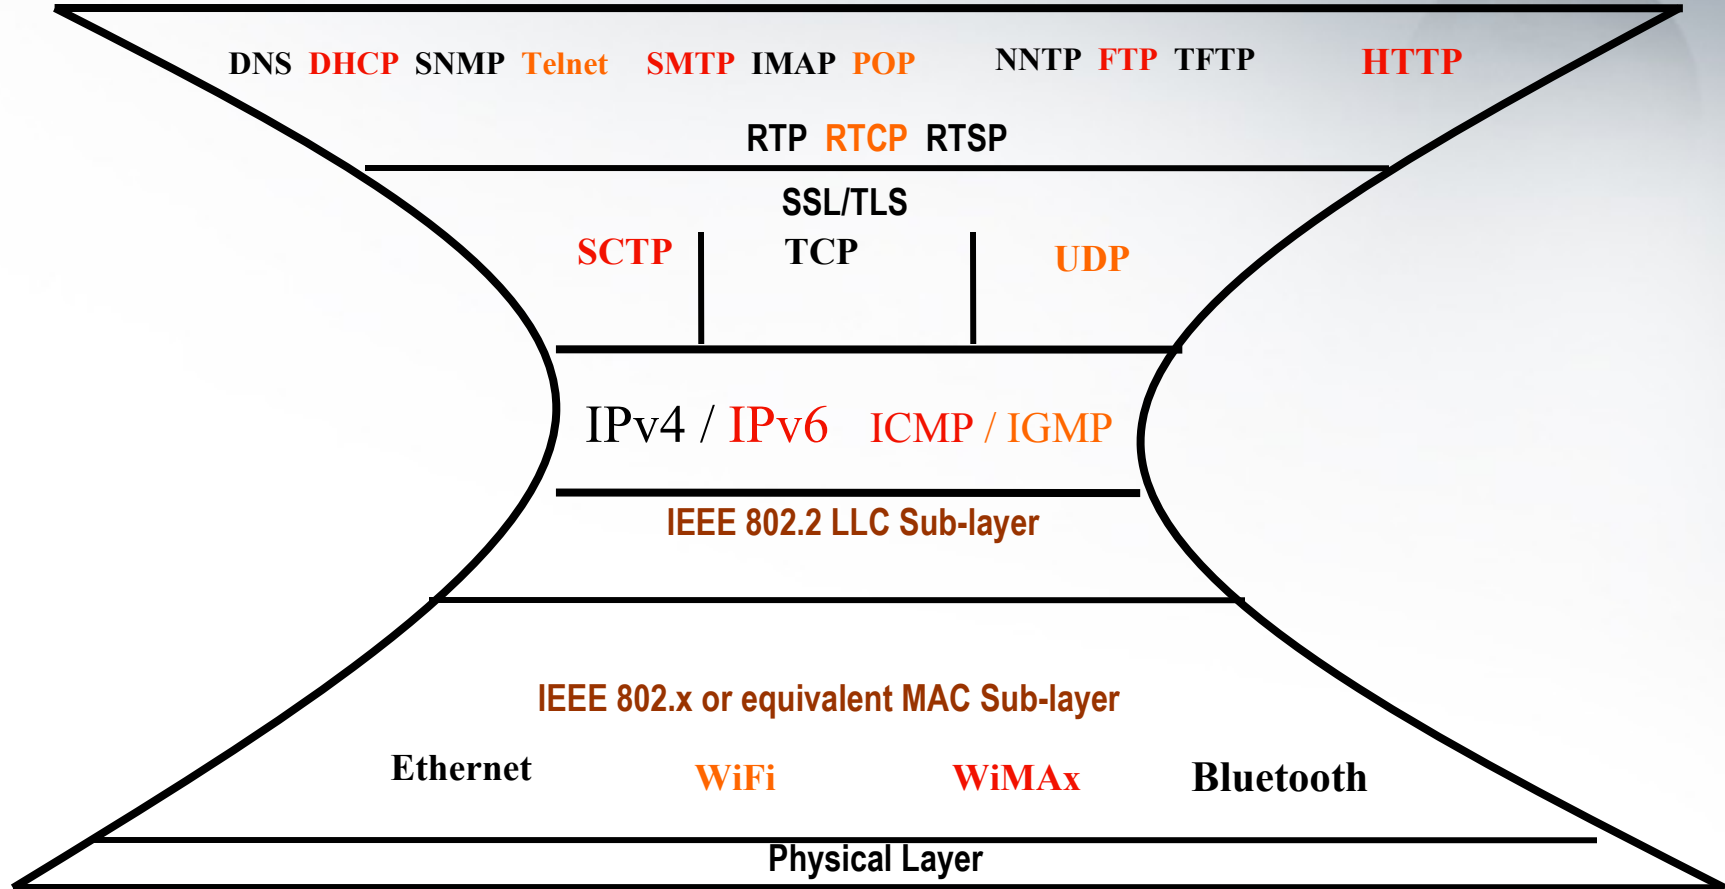 DNS DHCP SNMP Telnet SMTP IMAP POP NNTP FTP TFTP HTTP
RTP RTCP RTSP
SSL/TLS
SCTP TCP UDP
IPv4 / IPv6 ICMP / IGMP
IEEE 802.2 LLC Sub-layer
IEEE 802.x or equivalent MAC Sub-layer
Ethernet WiFi WiMAx Bluetooth
Physical Layer